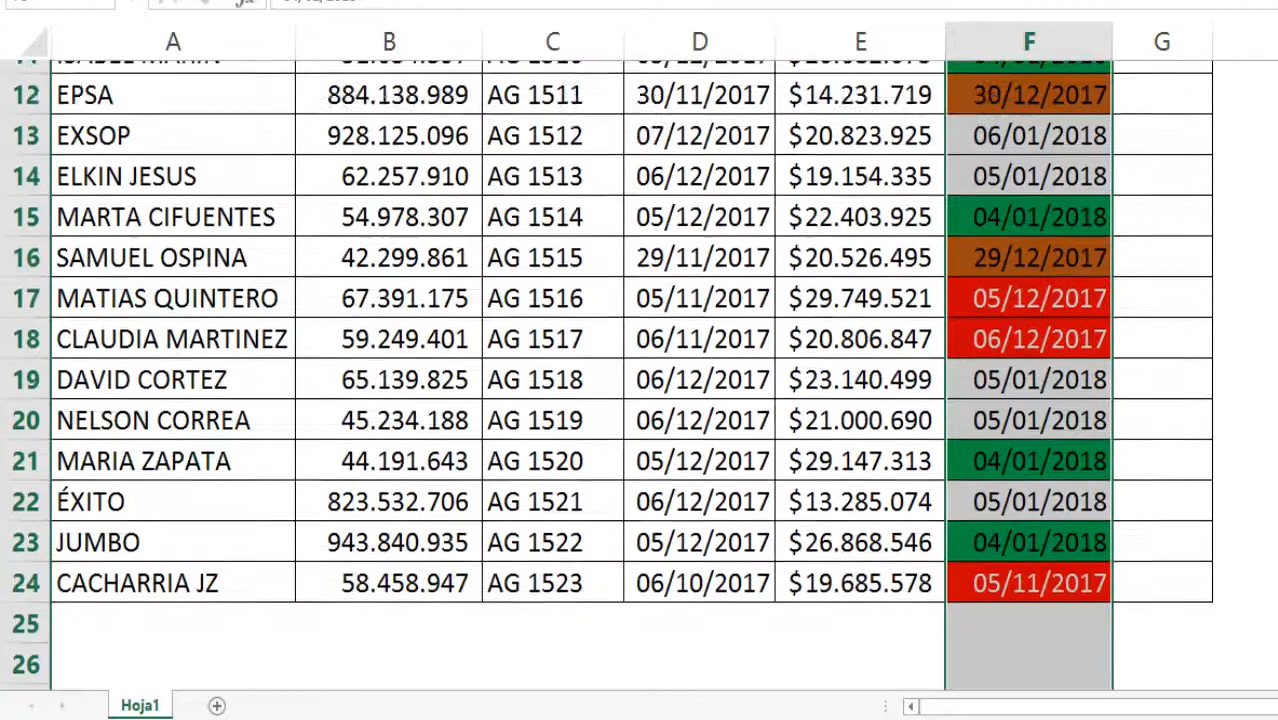 A B C D E F G
12 EPSA 884.138.989 AG 1511 30/11/2017 $14.231.719 30/12/2017
13 EXSOP 928.125.096 AG 1512 07/12/2017 $20.823.925 06/01/2018
14 ELKIN JESUS 62.257.910 AG 1513 06/12/2017 $19.154.335 05/01/2018
15 MARTA CIFUENTES 54.978.307 AG 1514 05/12/2017 $22.403.925 04/01/2018
16 SAMUEL OSPINA 42.299.861 AG 1515 29/11/2017 $20.526.495 29/12/2017
17 MATIAS QUINTERO 67.391.175 AG 1516 05/11/2017 $29.749.521 05/12/2017
18 CLAUDIA MARTINEZ 59.249.401 AG 1517 06/11/2017 $20.806.847 06/12/2017
19 DAVID CORTEZ 65.139.825 AG 1518 06/12/2017 $23.140.499 05/01/2018
20 NELSON CORREA 45.234.188 AG 1519 06/12/2017 $21.000.690 05/01/2018
21 MARIA ZAPATA 44.191.643 AG 1520 05/12/2017 $29.147.313 04/01/2018
22 ÉXITO 823.532.706 AG 1521 06/12/2017 $13.285.074 05/01/2018
23 JUMBO 943.840.935 AG 1522 05/12/2017 $26.868.546 04/01/2018
24 CACHARRIA JZ 58.458.947 AG 1523 06/10/2017 $19.685.578 05/11/2017
25
26
Hoja1